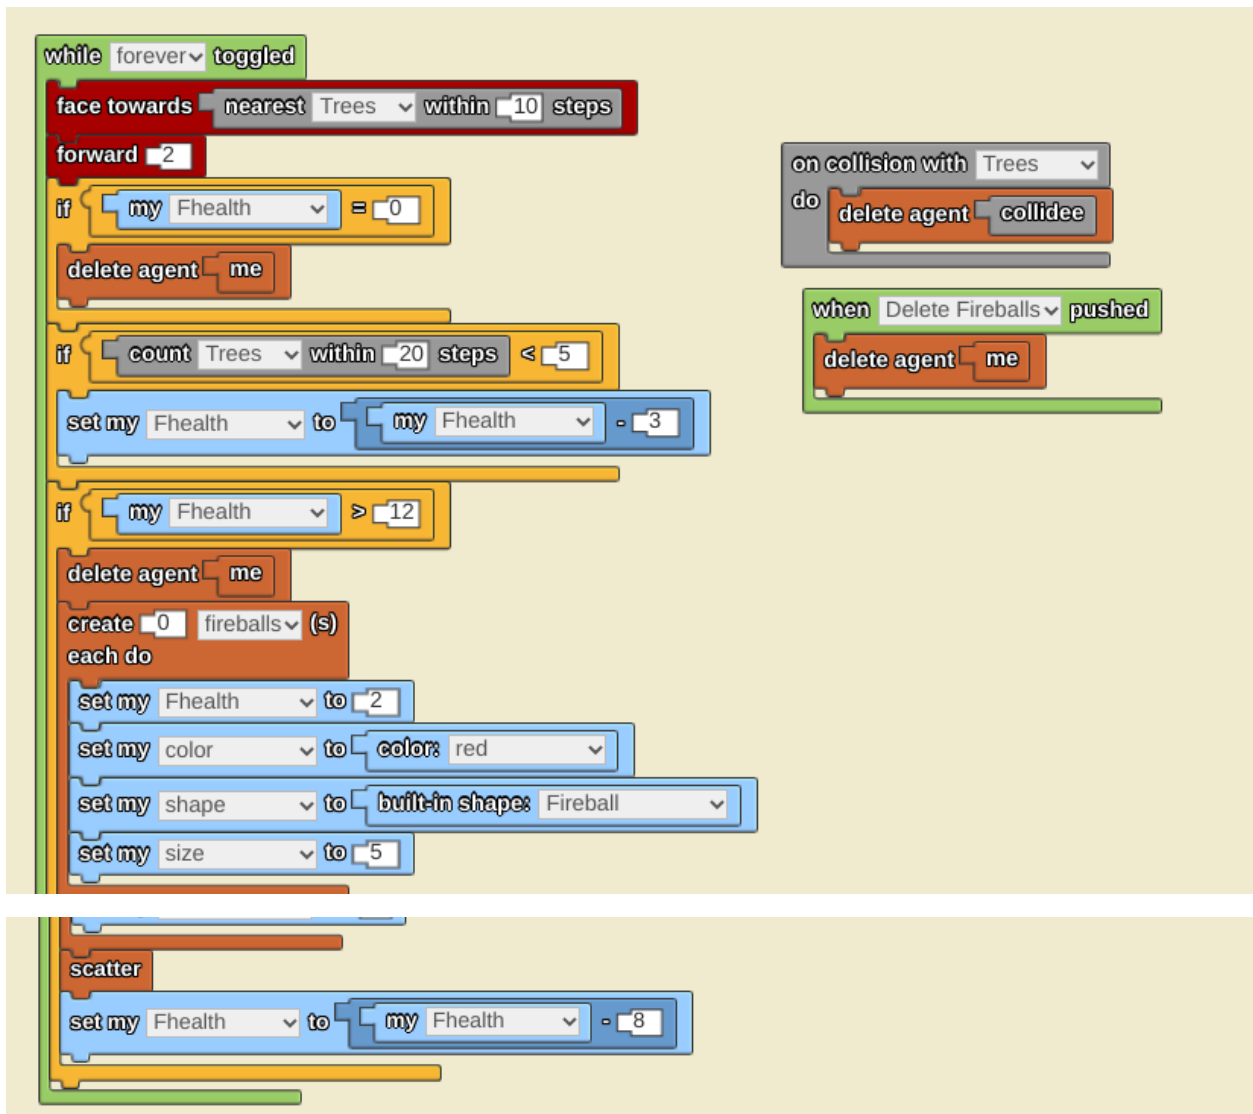 while forever toggled
face towards nearest Trees within 10 steps
forward 2
if my Fhealth = 0
delete agent me
if count Trees within 20 steps < 5
set my Fhealth to my Fhealth - 3
if my Fhealth > 12
delete agent me
create 0 fireballs (s)
each do
set my Fhealth to 2
set my color to color: red
set my shape to built-in shape: Fireball
set my size to 5
scatter
set my Fhealth to my Fhealth - 8
on collision with Trees
do delete agent collidee
when Delete Fireballs pushed
delete agent me